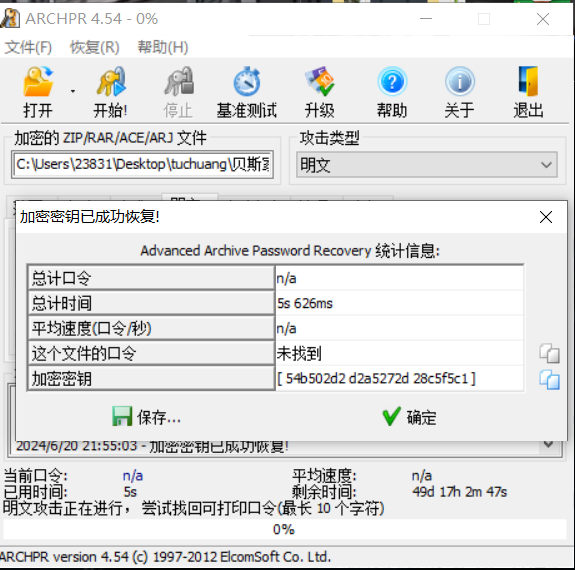 ARCHPR 4.54 - 0%
文件(F) 恢复(R) 帮助(H)
打开 开始! 停止 基准测试 升级 帮助 关于 退出
加密的 ZIP/RAR/ACE/ARJ 文件 攻击类型
C:\Users\23831\Desktop\tuchuang\贝斯 明文
加密密钥已成功恢复!
Advanced Archive Password Recovery 统计信息:
总计口令 n/a
总计时间 5s 626ms
平均速度(口令/秒) n/a
这个文件的口令 未找到
加密密钥 [ 54b502d2 d2a5272d 28c5f5c1 ]
保存... 确定
2024/6/20 21:55:03 - 加密密钥已成功恢复!
当前口令: n/a 平均速度: n/a
已用时间: 5s 剩余时间: 49d 17h 2m 47s
明文攻击正在进行，尝试找回可打印口令(最长 10 个字符)
0%
ARCHPR version 4.54 (c) 1997-2012 ElcomSoft Co. Ltd.